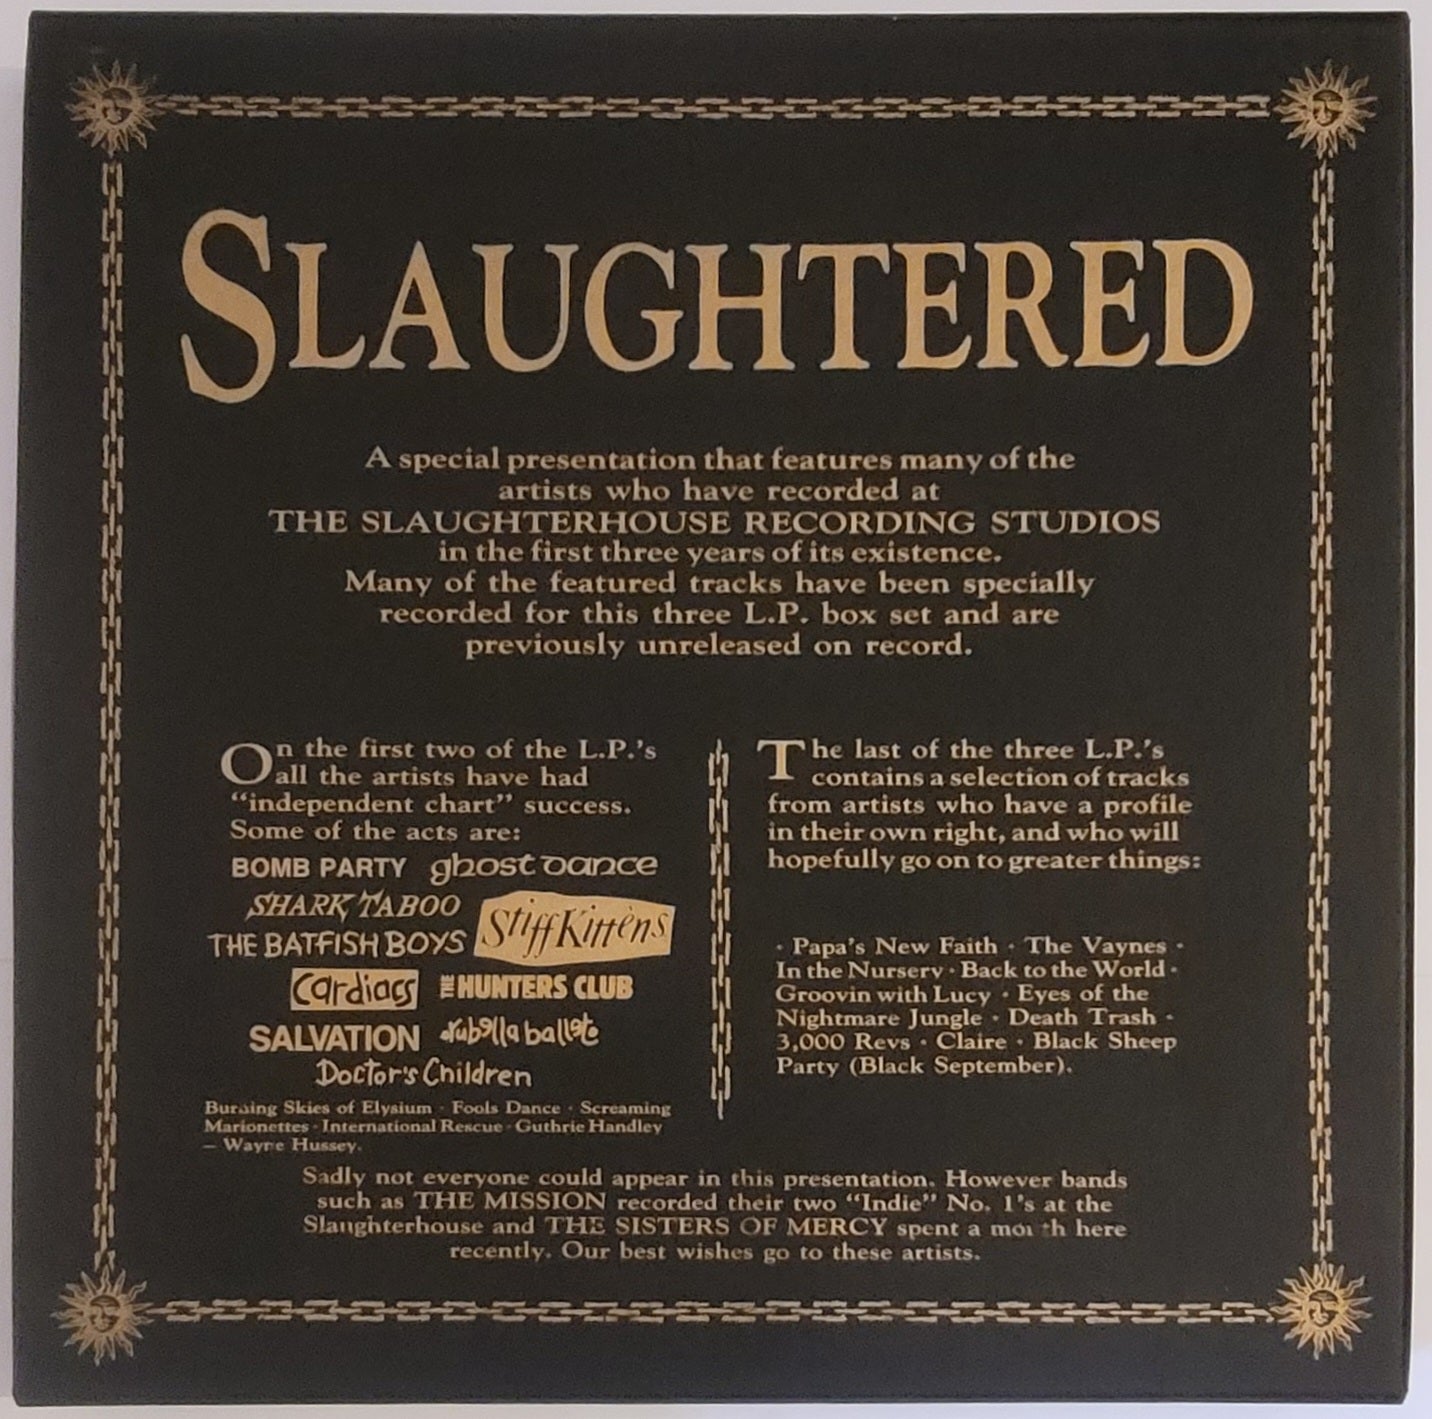 SLAUGHTERED
A special presentation that features many of the
artists who have recorded at
THE SLAUGHTERHOUSE RECORDING STUDIOS
in the first three years of its existence.
Many of the featured tracks have been specially
recorded for this three L.P. box set and are
previously unreleased on record.
On the first two of the L.P.'s
all the artists have had
"independent chart" success.
Some of the acts are:
BOMB PARTY ghost dance
SHARK TABOO Stiff Kittens
THE BATFISH BOYS
Cardiacs THE HUNTERS CLUB
SALVATION rubella ballet
Doctor's Children
Burning Skies of Elysium · Fools Dance · Screaming
Marionettes · International Rescue · Guthrie Handley
– Wayne Hussey.
The last of the three L.P.'s
contains a selection of tracks
from artists who have a profile
in their own right, and who will
hopefully go on to greater things:
· Papa's New Faith · The Vaynes ·
In the Nursery · Back to the World ·
Groovin with Lucy · Eyes of the
Nightmare Jungle · Death Trash ·
3,000 Revs · Claire · Black Sheep
Party (Black September).
Sadly not everyone could appear in this presentation. However bands
such as THE MISSION recorded their two "Indie" No. 1's at the
Slaughterhouse and THE SISTERS OF MERCY spent a month here
recently. Our best wishes go to these artists.